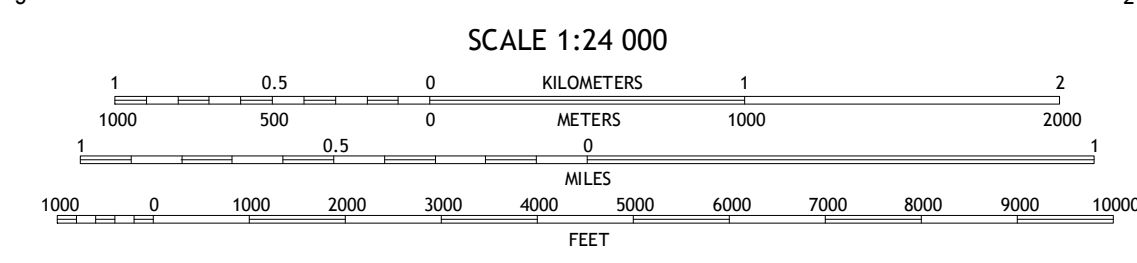 SCALE 1:24 000
1 0.5 0 KILOMETERS 1 2
1000 500 0 METERS 1000 2000
1 0.5 0 1
MILES
1000 0 1000 2000 3000 4000 5000 6000 7000 8000 9000 10000
FEET